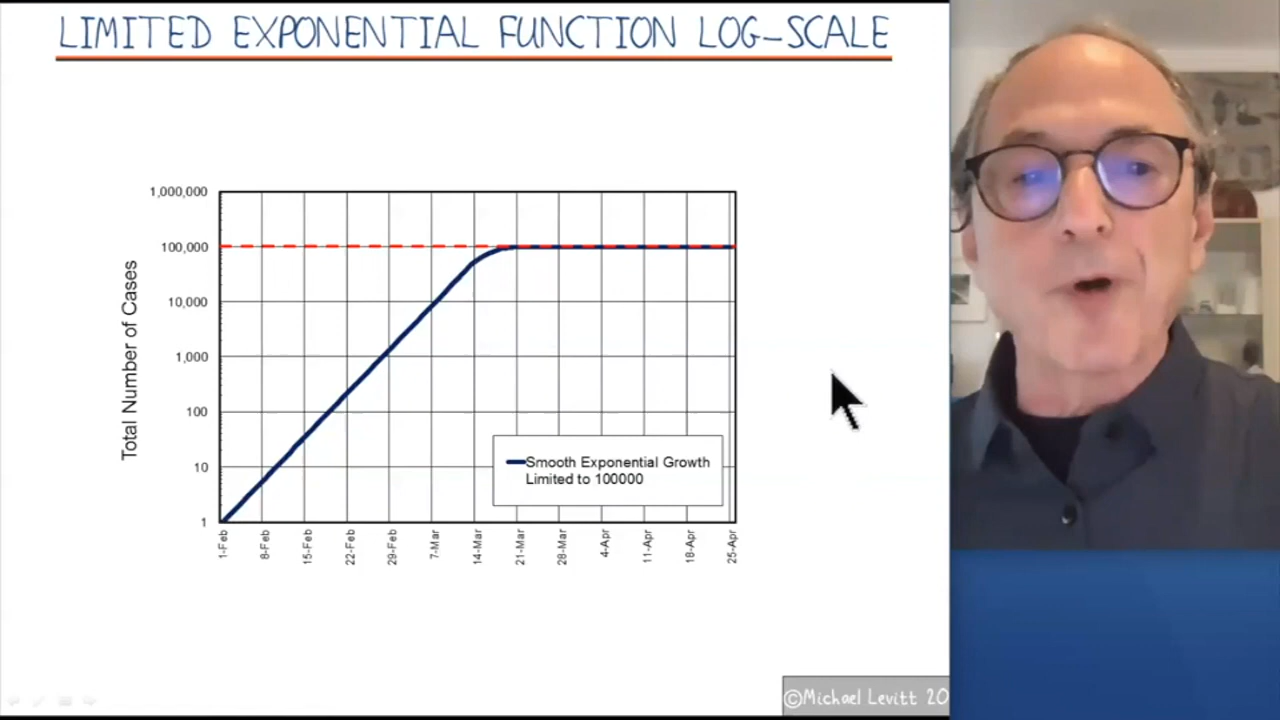 LIMITED EXPONENTIAL FUNCTION LOG-SCALE
1,000,000
100,000
10,000
1,000
100
10
1
Total Number of Cases
Smooth Exponential Growth
Limited to 100000
1-Feb
8-Feb
15-Feb
22-Feb
29-Feb
7-Mar
14-Mar
21-Mar
28-Mar
4-Apr
11-Apr
18-Apr
25-Apr
©Michael Levitt 20